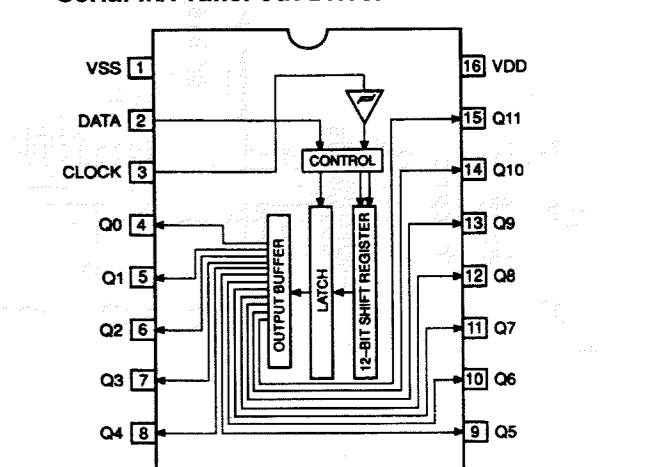 VSS 1
16 VDD
DATA 2
15 Q11
CLOCK 3
CONTROL
14 Q10
Q0 4
13 Q9
Q1 5
12 Q8
Q2 6
11 Q7
Q3 7
10 Q6
Q4 8
9 Q5
OUTPUT BUFFER
LATCH
12-BIT SHIFT REGISTER